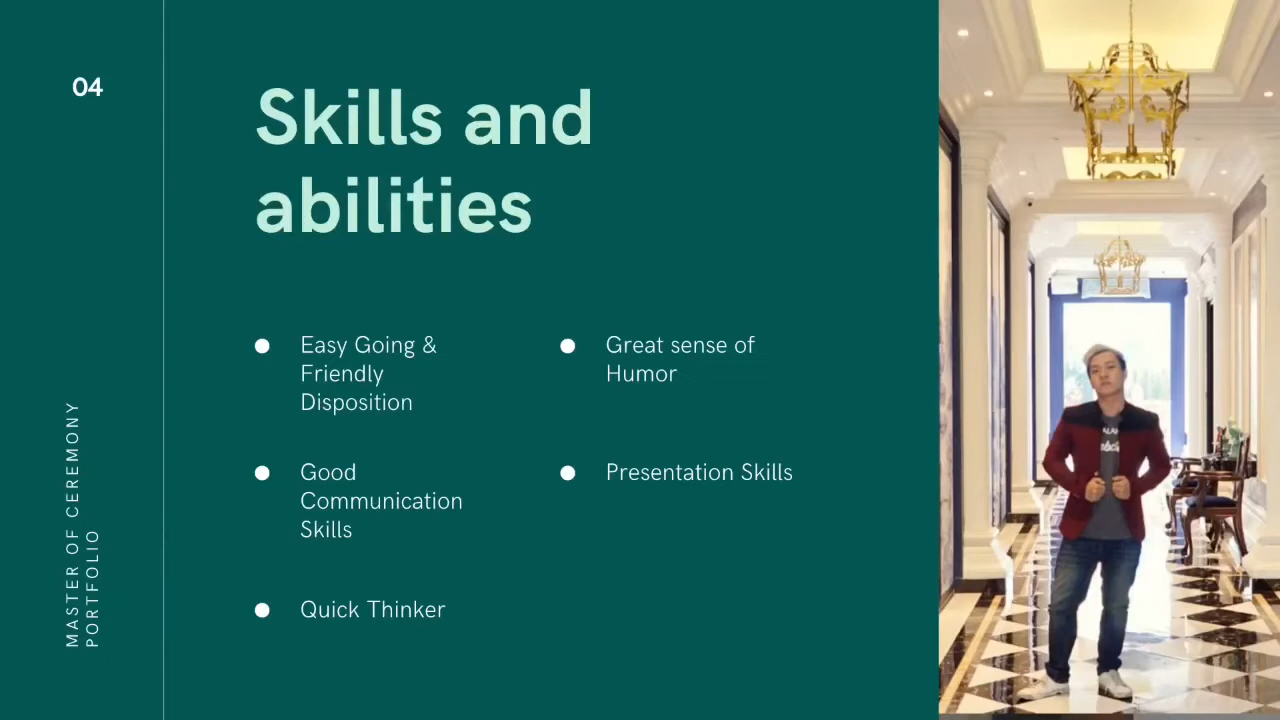 04
Skills and
abilities
Easy Going &
Friendly
Disposition
Great sense of
Humor
Good
Communication
Skills
Presentation Skills
Quick Thinker
MASTER OF CEREMONY
PORTFOLIO